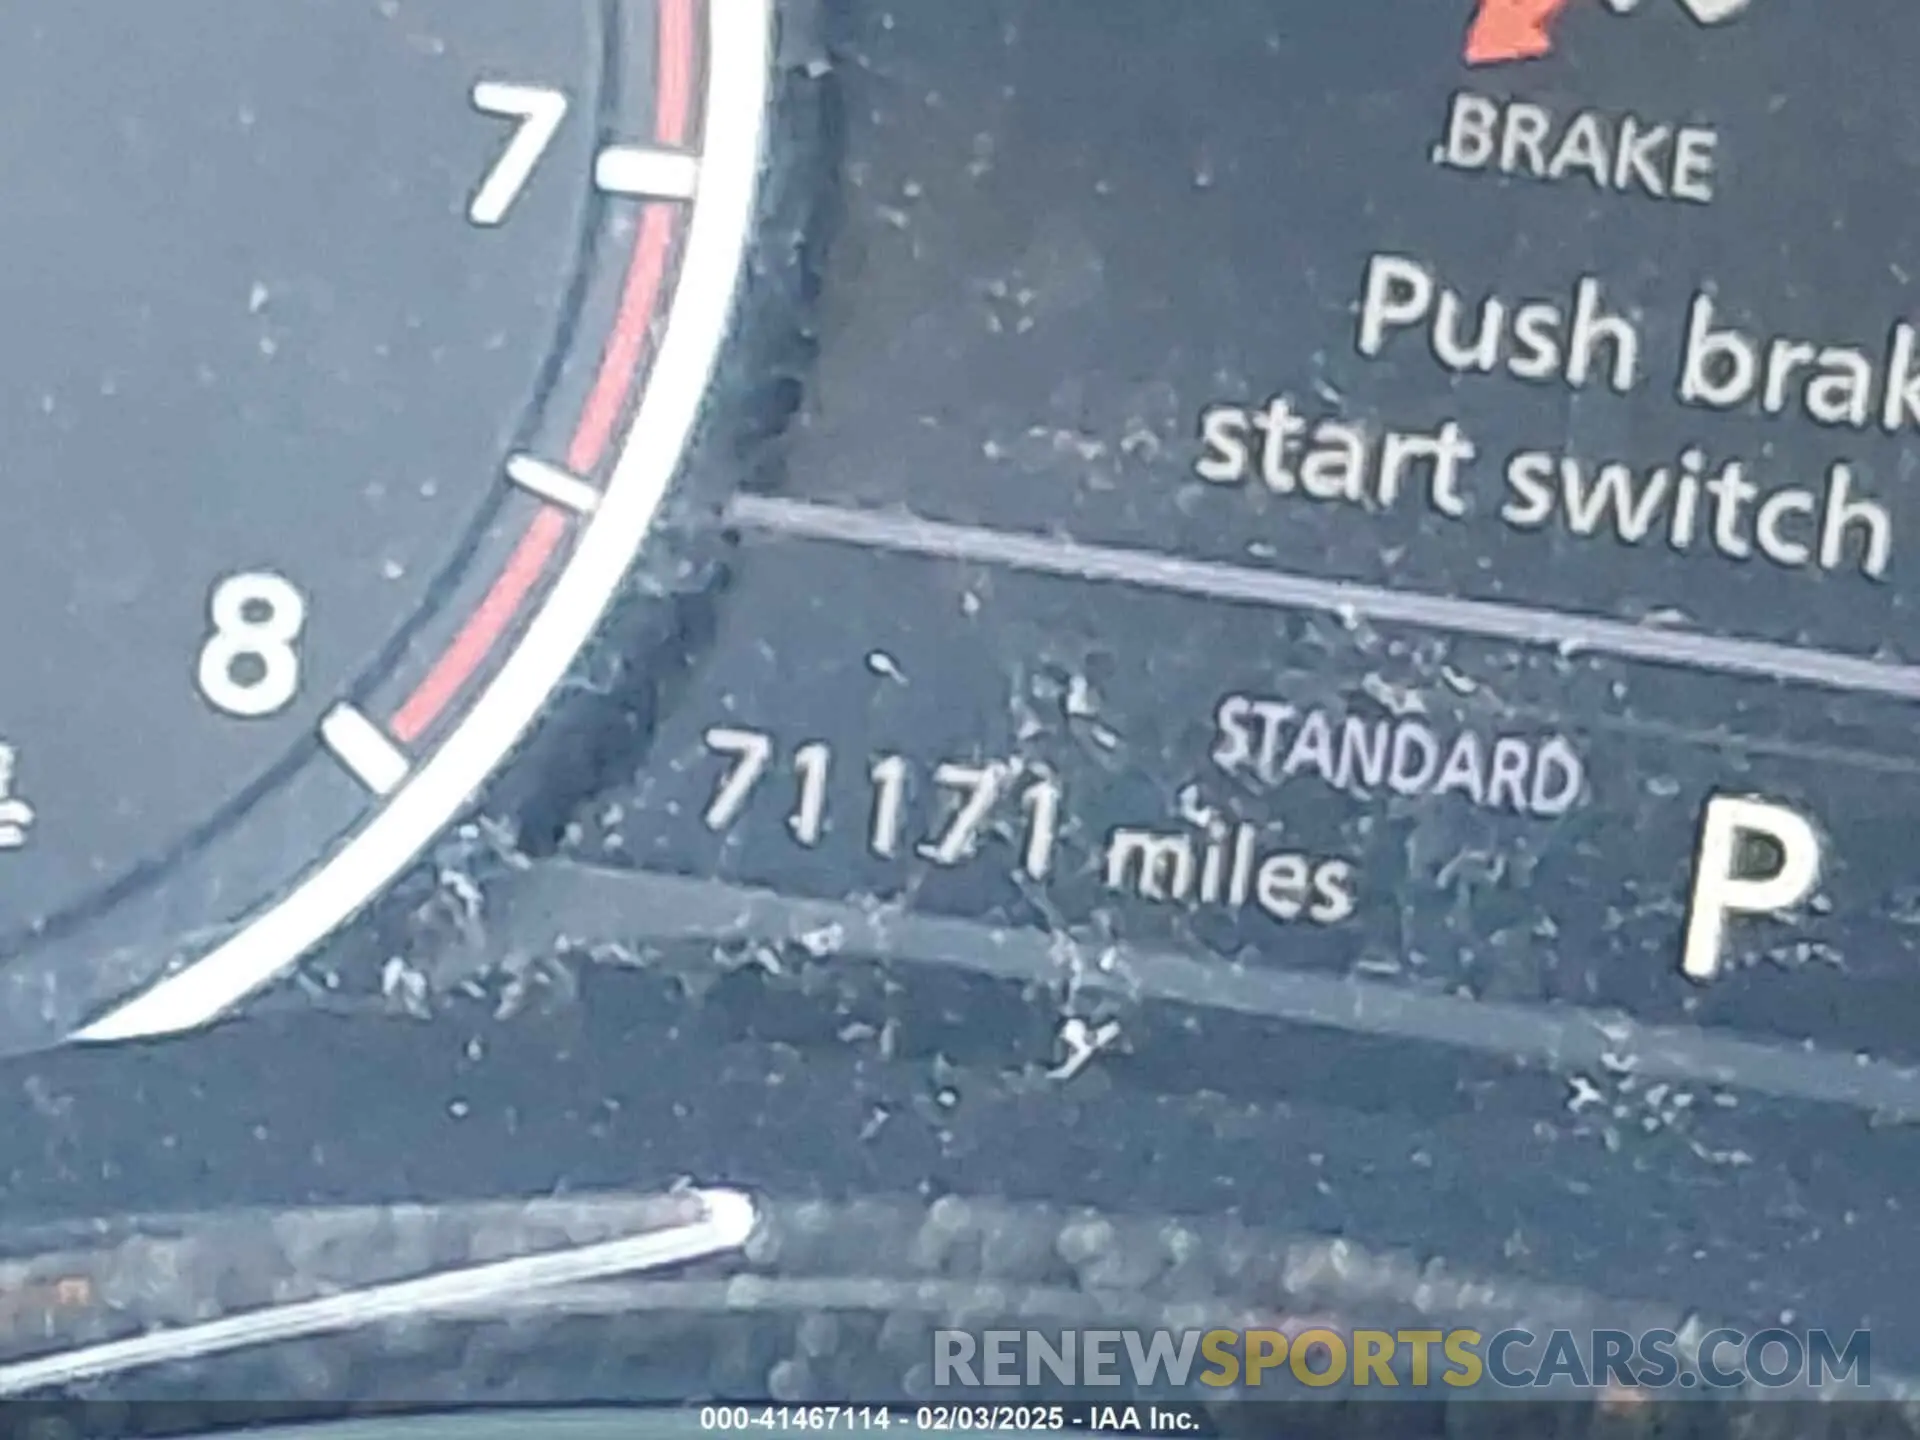 7
BRAKE
Push brak
start switch
8
STANDARD
71171 miles
P
RENEWSPORTSCARS.COM
000-41467114 - 02/03/2025 - IAA Inc.